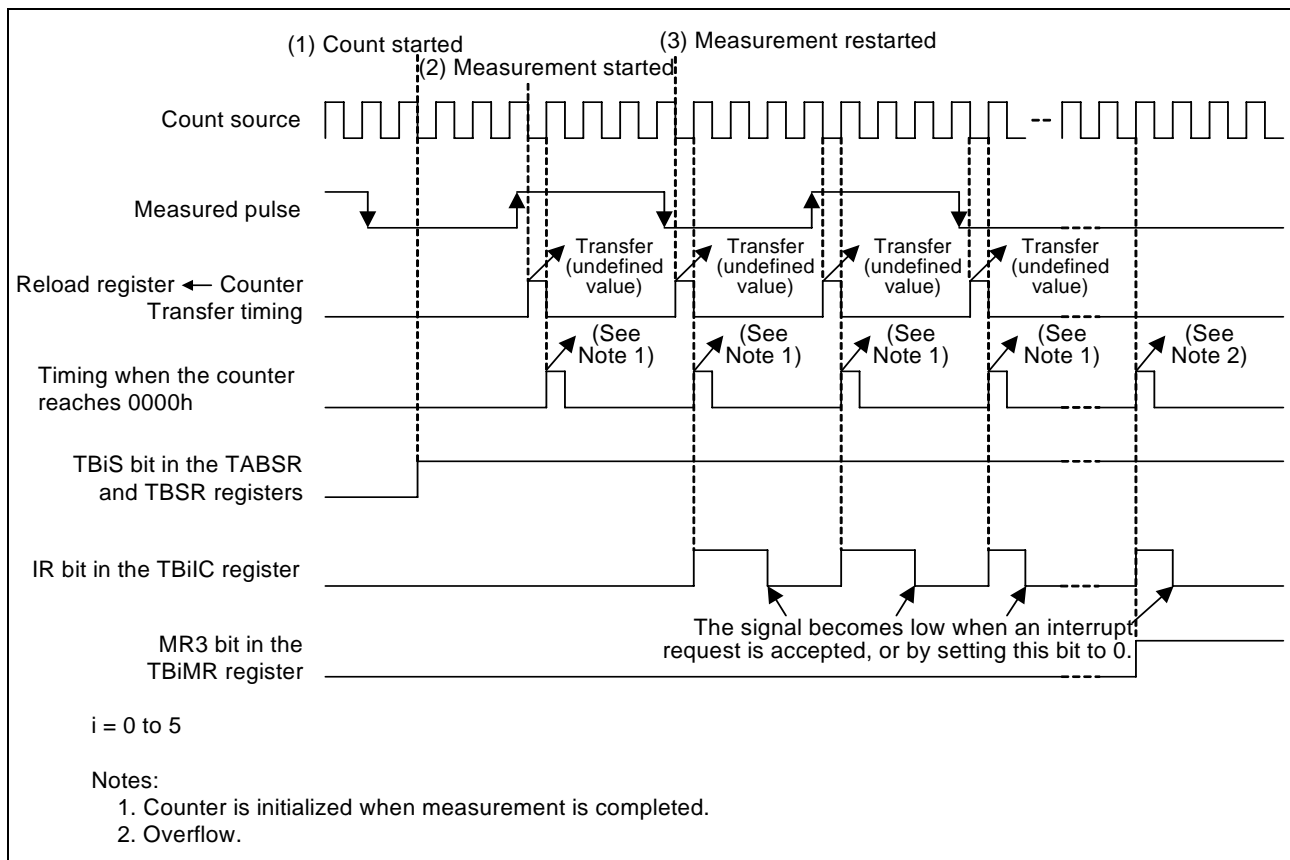 (1) Count started
(2) Measurement started
(3) Measurement restarted
Count source
Measured pulse
Reload register ← Counter
Transfer timing
Transfer
(undefined
value)
Transfer
(undefined
value)
Transfer
(undefined
value)
Transfer
(undefined
value)
Timing when the counter
reaches 0000h
(See
Note 1)
(See
Note 1)
(See
Note 1)
(See
Note 1)
(See
Note 2)
TBiS bit in the TABSR
and TBSR registers
IR bit in the TBiIC register
The signal becomes low when an interrupt
request is accepted, or by setting this bit to 0.
MR3 bit in the
TBiMR register
i = 0 to 5
Notes:
1. Counter is initialized when measurement is completed.
2. Overflow.